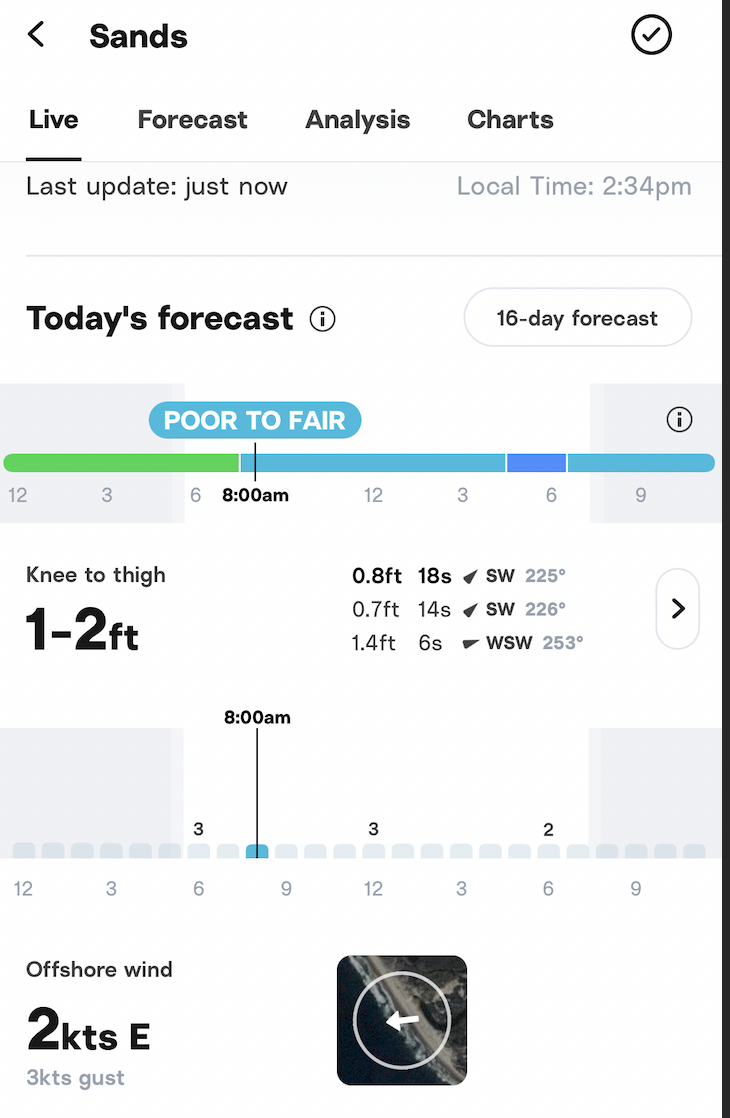 Sands
Live Forecast Analysis Charts
Last update: just now Local Time: 2:34pm
Today's forecast 16-day forecast
POOR TO FAIR
12 3 6 8:00am 12 3 6 9
Knee to thigh
1-2ft
0.8ft 18s SW 225°
0.7ft 14s SW 226°
1.4ft 6s WSW 253°
8:00am
3 3 2
12 3 6 9 12 3 6 9
Offshore wind
2kts E
3kts gust